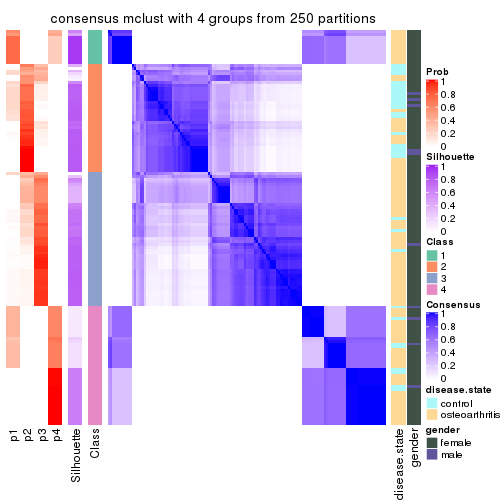 consensus mclust with 4 groups from 250 partitions
Prob
1
0.8
0.6
0.4
0.2
0
Silhouette
1
0.8
0.6
0.4
0.2
0
Class
1
2
3
4
Consensus
1
0.8
0.6
0.4
0.2
0
disease.state
control
osteoarthritis
gender
female
male
p1
p2
p3
p4
Silhouette
Class
disease.state
gender